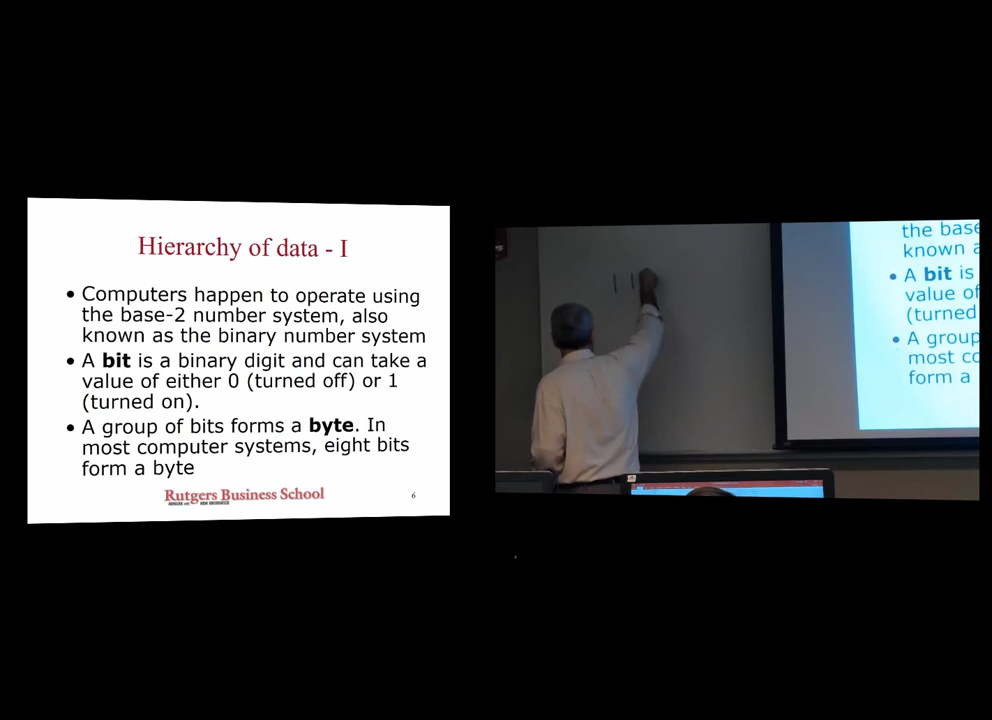 Hierarchy of data - I
• Computers happen to operate using
the base-2 number system, also
known as the binary number system
• A bit is a binary digit and can take a
value of either 0 (turned off) or 1
(turned on).
• A group of bits forms a byte. In
most computer systems, eight bits
form a byte
Rutgers Business School
6
1 1
the base
known a
• A bit is
value of
(turned
• A group
most co
form a